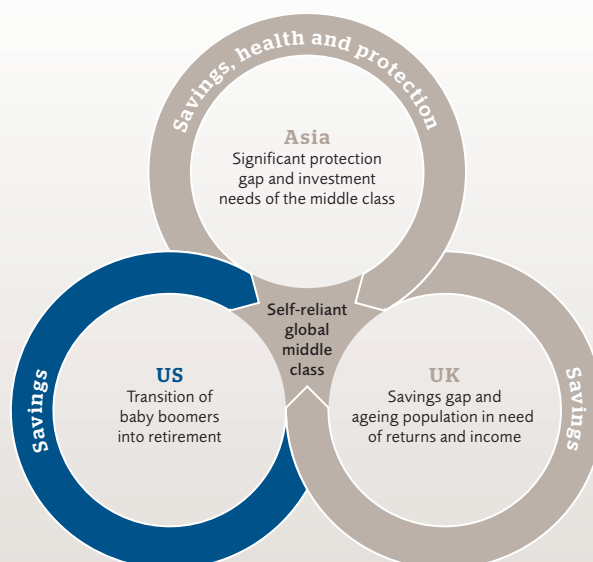 Savings, health and protection
Asia
Significant protection
gap and investment
needs of the middle class
Self-reliant
global
middle
class
Savings
US
Transition of
baby boomers
into retirement
UK
Savings gap and
ageing population in need
of returns and income
Savings